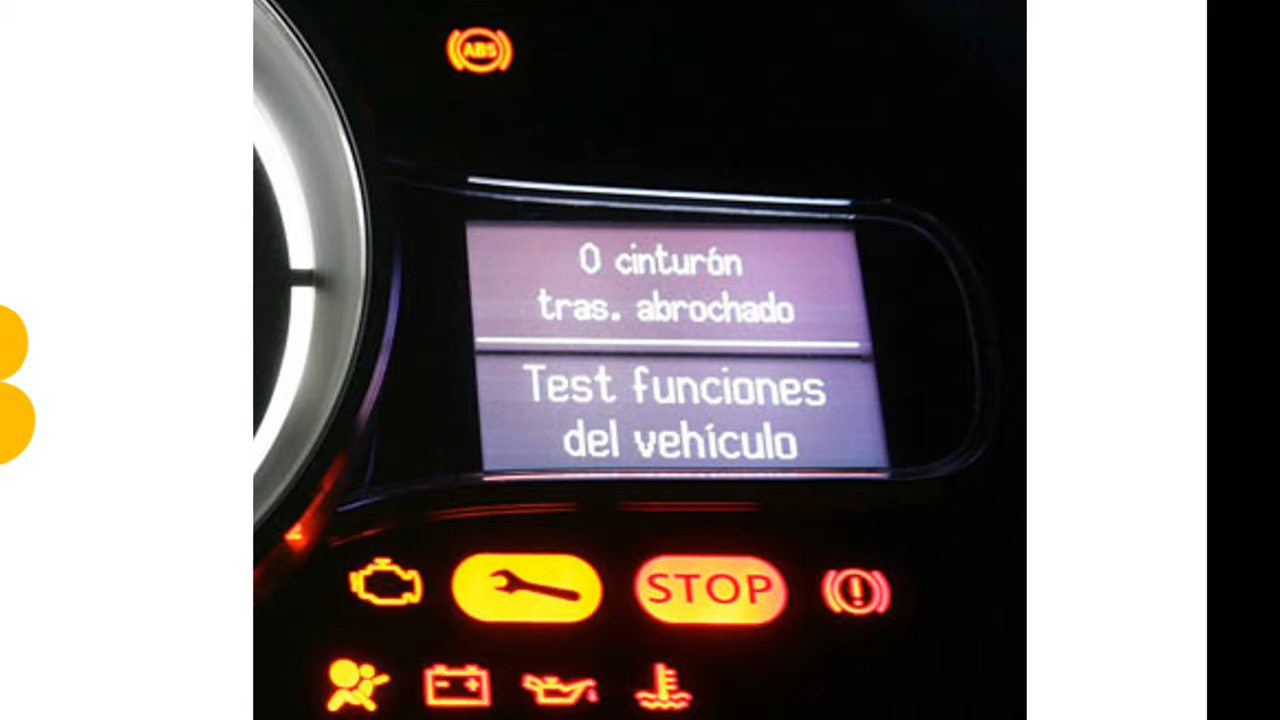 ABS
0 cinturón
tras. abrochado
Test funciones
del vehículo
STOP